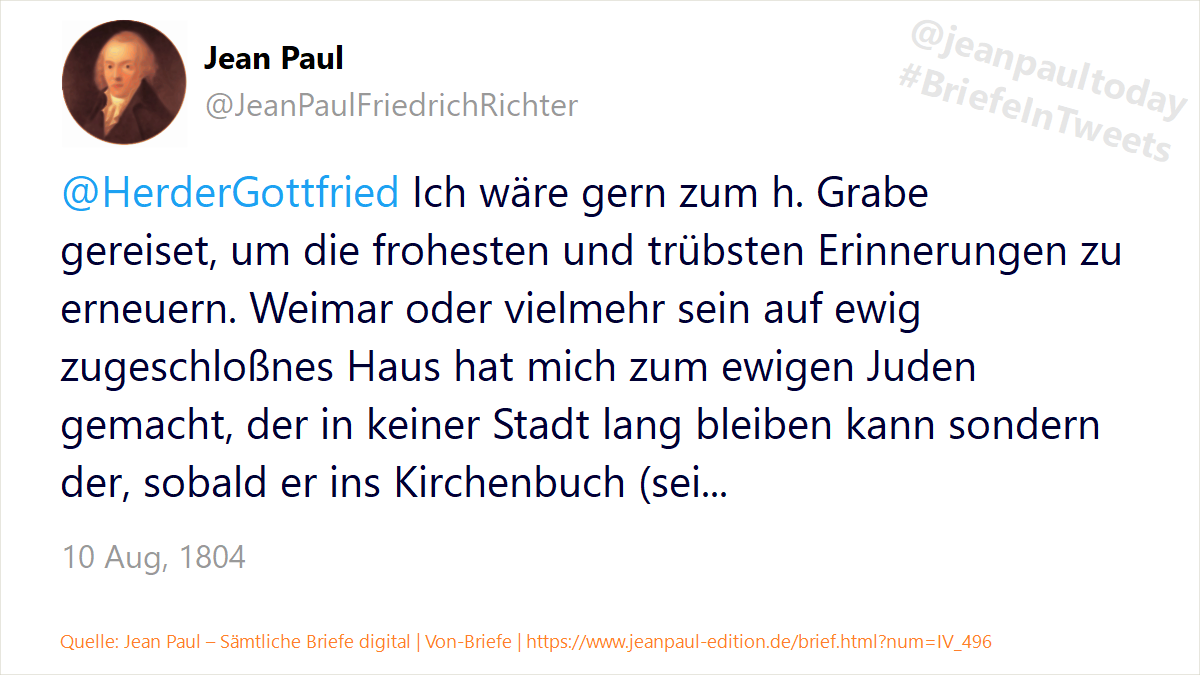 Jean Paul
@JeanPaulFriedrichRichter
@jeanpaultoday
#BriefeInTweets
@HerderGottfried Ich wäre gern zum h. Grabe
gereiset, um die frohesten und trübsten Erinnerungen zu
erneuern. Weimar oder vielmehr sein auf ewig
zugeschloßnes Haus hat mich zum ewigen Juden
gemacht, der in keiner Stadt lang bleiben kann sondern
der, sobald er ins Kirchenbuch (sei...
10 Aug, 1804
Quelle: Jean Paul – Sämtliche Briefe digital | Von-Briefe | https://www.jeanpaul-edition.de/brief.html?num=IV_496